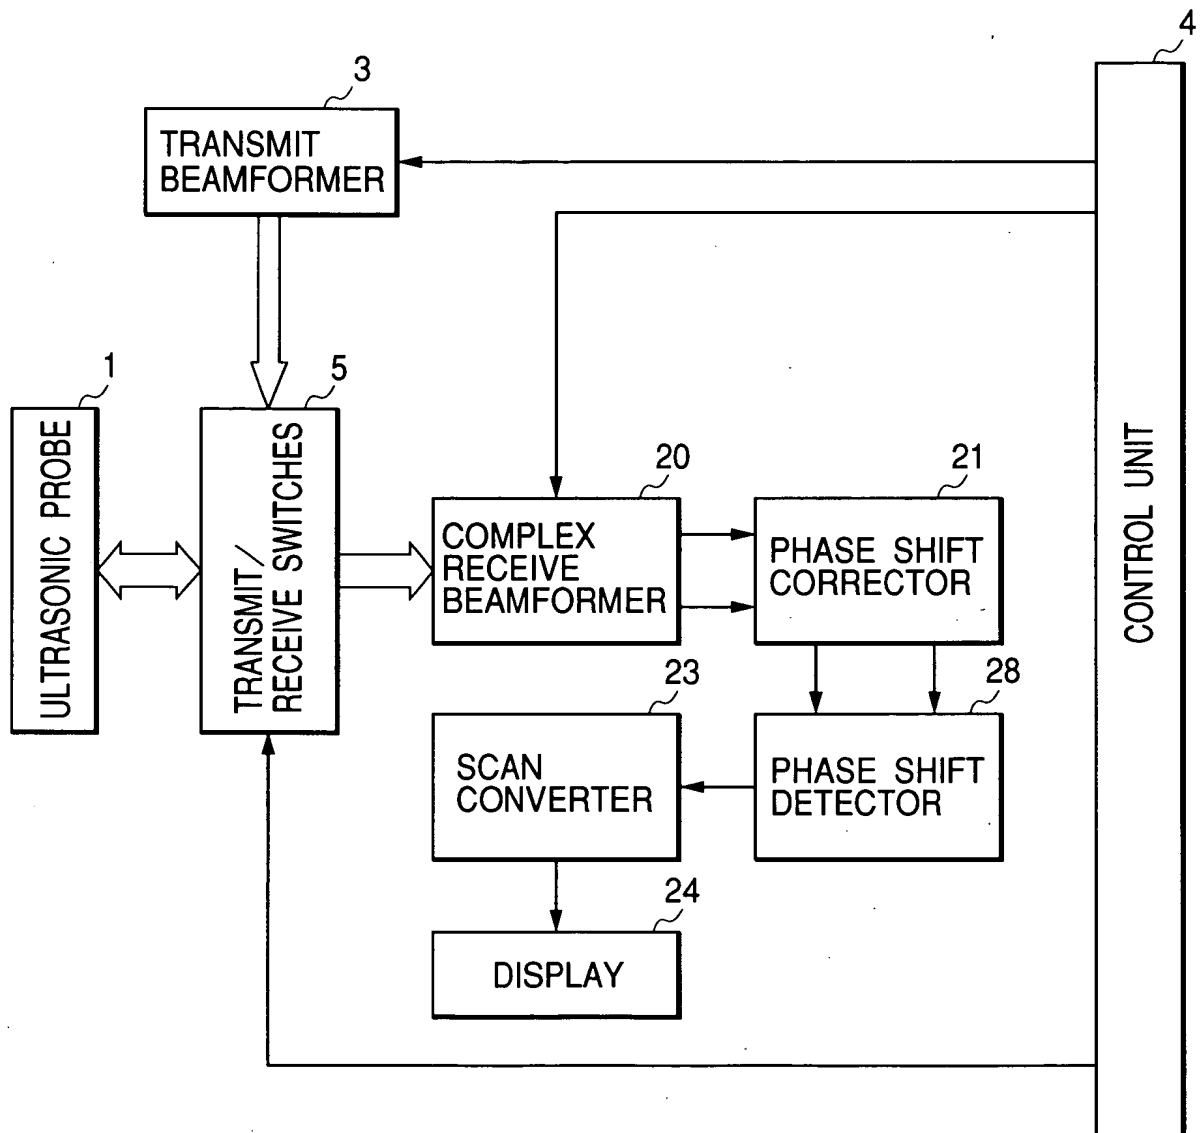 4
3
TRANSMIT
BEAMFORMER
1
ULTRASONIC PROBE
5
TRANSMIT/
RECEIVE SWITCHES
20
COMPLEX
RECEIVE
BEAMFORMER
21
PHASE SHIFT
CORRECTOR
CONTROL UNIT
23
SCAN
CONVERTER
28
PHASE SHIFT
DETECTOR
24
DISPLAY